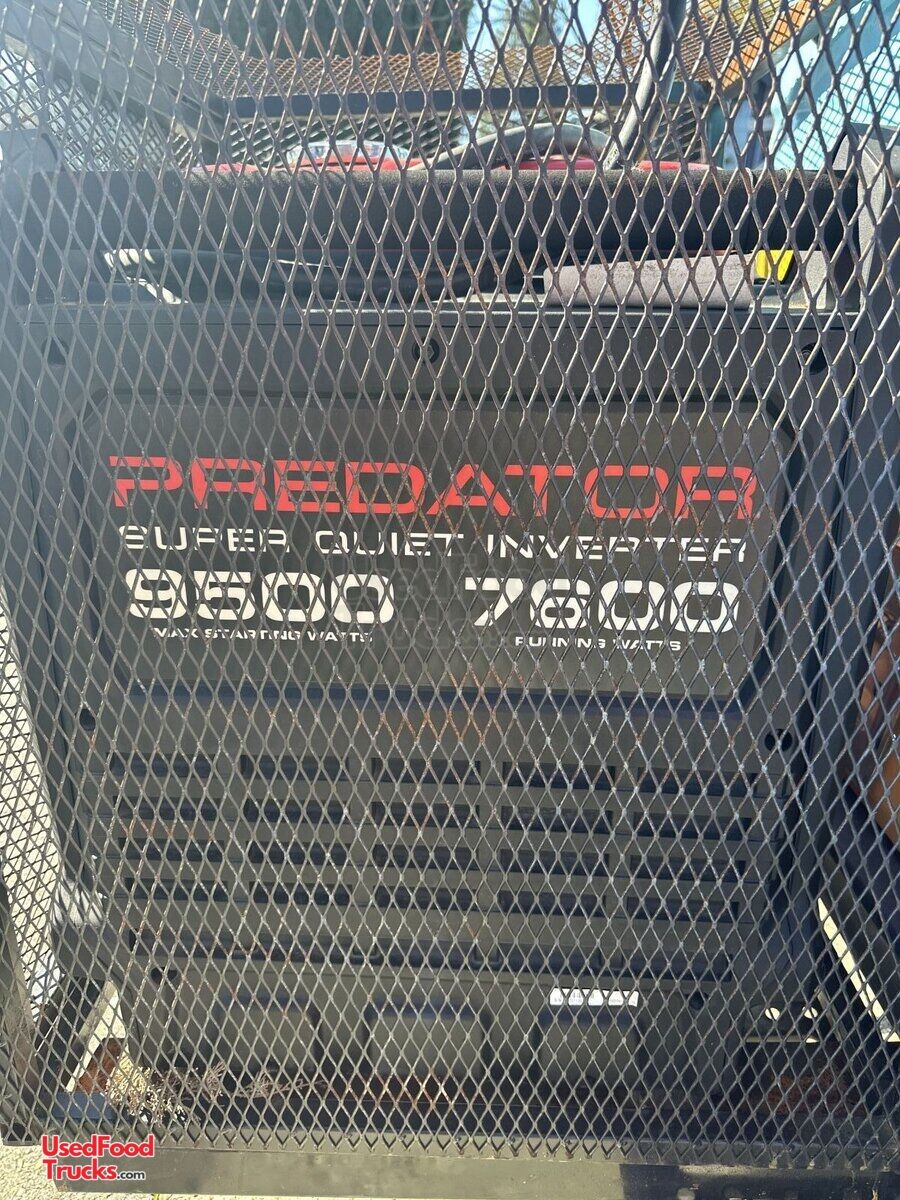 PREDATOR
SUPER QUIET INVERTER
9500 7600
MAX STARTING WATTS RUNNING WATTS
UsedFood
Trucks.com